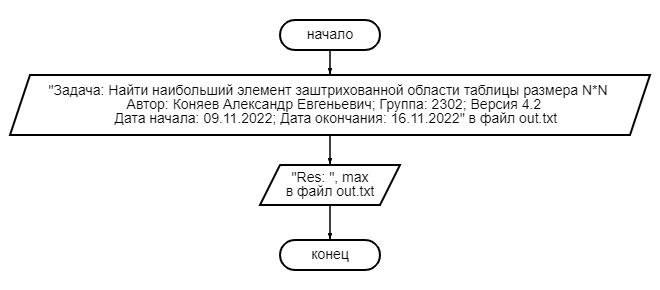 начало
"Задача: Найти наибольший элемент заштрихованной области таблицы размера N*N
Автор: Коняев Александр Евгеньевич; Группа: 2302; Версия 4.2
Дата начала: 09.11.2022; Дата окончания: 16.11.2022" в файл out.txt
"Res: ", max
в файл out.txt
конец